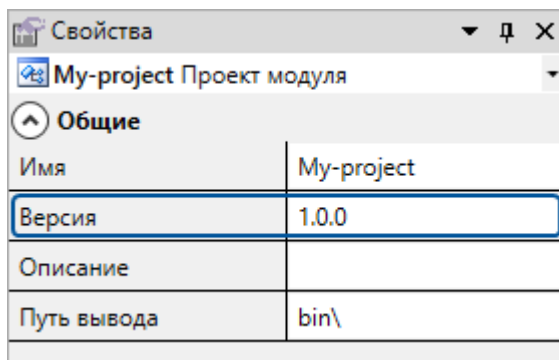 Свойства
My-project Проект модуля
Общие
Имя My-project
Версия 1.0.0
Описание
Путь вывода bin\